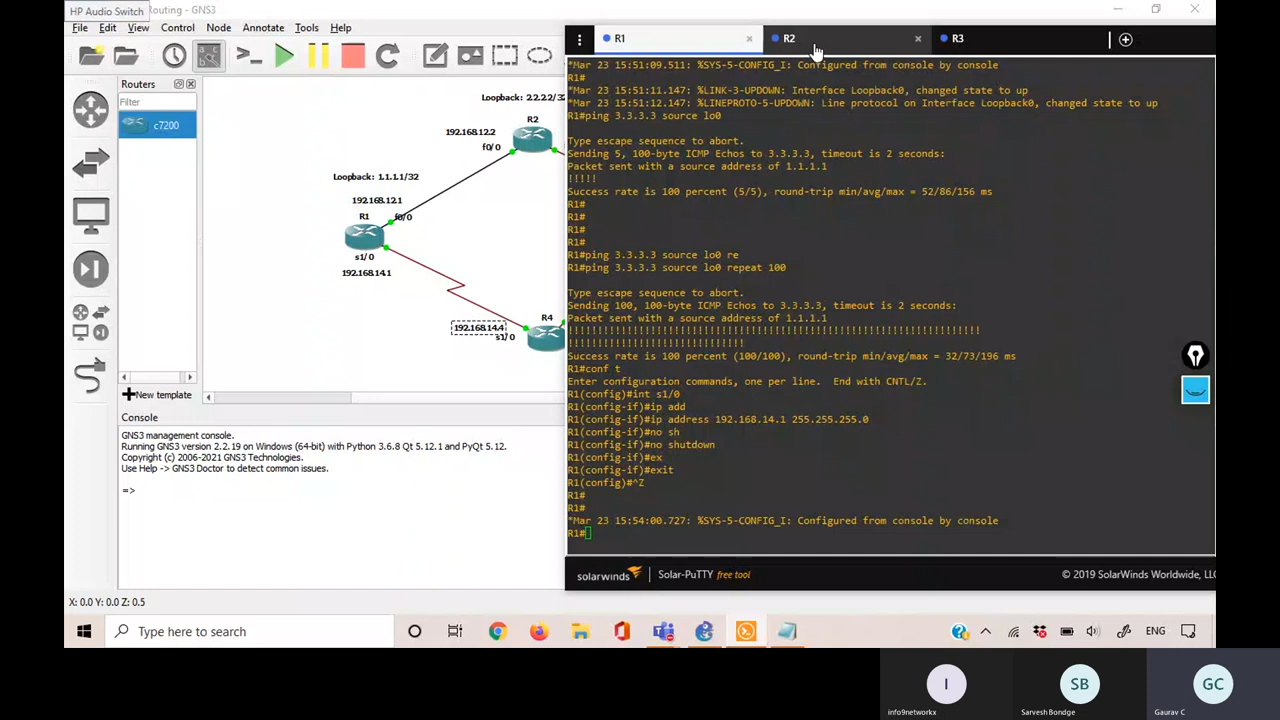 HP Audio Switch
Routing - GNS3
File Edit View Control Node Annotate Tools Help
Routers
Filter
c7200
New template
Loopback: 2.2.2.2/32
R2
192.168.12.2
f0/0
Loopback: 1.1.1.1/32
192.168.12.1
R1
f0/0
s1/0
192.168.14.1
R4
192.168.14.4
s1/0
Console
GNS3 management console.
Running GNS3 version 2.2.19 on Windows (64-bit) with Python 3.6.8 Qt 5.12.1 and PyQt 5.12.
Copyright (c) 2006-2021 GNS3 Technologies.
Use Help -> GNS3 Doctor to detect common issues.
=>
X: 0.0 Y: 0.0 Z: 0.5
R1
R2
R3
*Mar 23 15:51:09.511: %SYS-5-CONFIG_I: Configured from console by console
R1#
*Mar 23 15:51:11.147: %LINK-3-UPDOWN: Interface Loopback0, changed state to up
*Mar 23 15:51:12.147: %LINEPROTO-5-UPDOWN: Line protocol on Interface Loopback0, changed state to up
R1#ping 3.3.3.3 source lo0
Type escape sequence to abort.
Sending 5, 100-byte ICMP Echos to 3.3.3.3, timeout is 2 seconds:
Packet sent with a source address of 1.1.1.1
!!!!!
Success rate is 100 percent (5/5), round-trip min/avg/max = 52/86/156 ms
R1#
R1#
R1#
R1#
R1#ping 3.3.3.3 source lo0 re
R1#ping 3.3.3.3 source lo0 repeat 100
Type escape sequence to abort.
Sending 100, 100-byte ICMP Echos to 3.3.3.3, timeout is 2 seconds:
Packet sent with a source address of 1.1.1.1
!!!!!!!!!!!!!!!!!!!!!!!!!!!!!!!!!!!!!!!!!!!!!!!!!!!!!!!!!!!!!!!!!!!!!!
!!!!!!!!!!!!!!!!!!!!!!!!!!!!!!
Success rate is 100 percent (100/100), round-trip min/avg/max = 32/73/196 ms
R1#conf t
Enter configuration commands, one per line. End with CNTL/Z.
R1(config)#int s1/0
R1(config-if)#ip add
R1(config-if)#ip address 192.168.14.1 255.255.255.0
R1(config-if)#no sh
R1(config-if)#no shutdown
R1(config-if)#ex
R1(config-if)#exit
R1(config)#^Z
R1#
R1#
*Mar 23 15:54:00.727: %SYS-5-CONFIG_I: Configured from console by console
R1#
solarwinds Solar-PuTTY free tool
© 2019 SolarWinds Worldwide, LLC
Type here to search
ENG
I
SB
GC
info9networkx
Sarvesh Bondge
Gaurav C